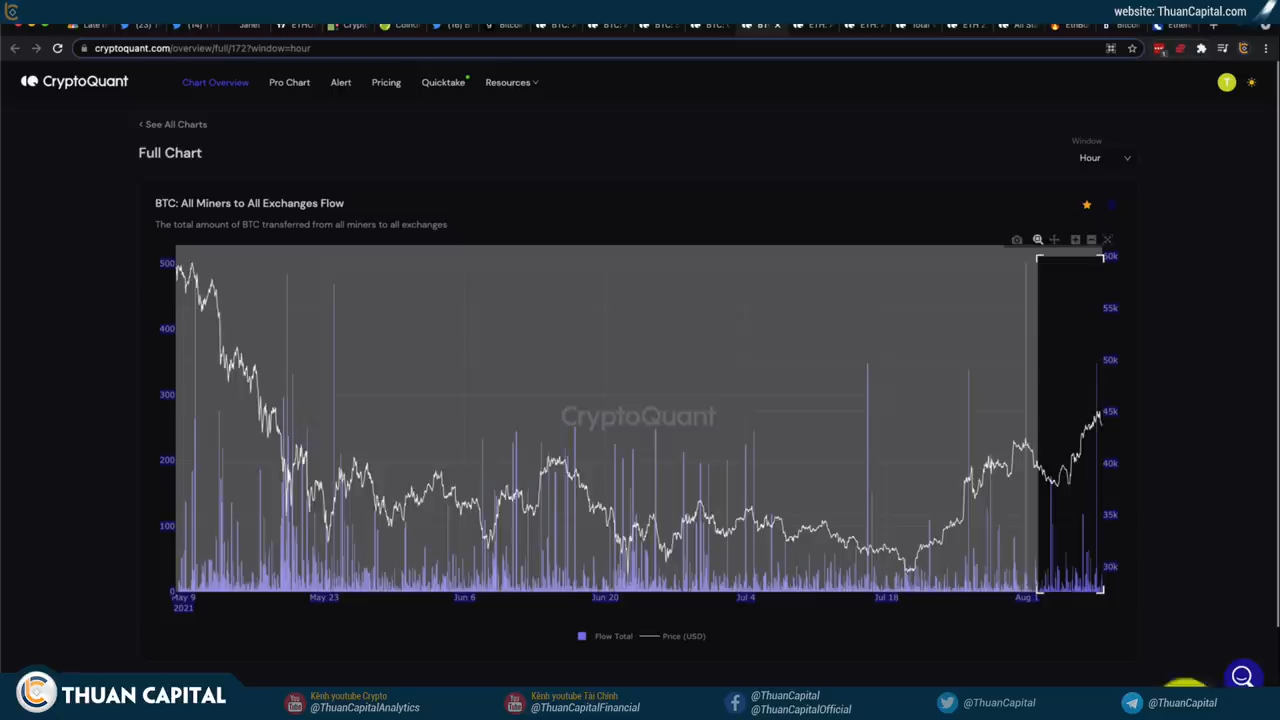 website: ThuanCapital.com
cryptoquant.com/overview/full/172?window=hour
CryptoQuant
Chart Overview
Pro Chart
Alert
Pricing
Quicktake
Resources
T
See All Charts
Full Chart
Window
Hour
BTC: All Miners to All Exchanges Flow
The total amount of BTC transferred from all miners to all exchanges
500
400
300
200
100
0
60k
55k
50k
45k
40k
35k
30k
CryptoQuant
May 9
2021
May 23
Jun 6
Jun 20
Jul 4
Jul 18
Aug 1
Flow Total
Price (USD)
THUAN CAPITAL
Kênh youtube Crypto
@ThuanCapitalAnalytics
Kênh youtube Tài Chính
@ThuanCapitalFinancial
@ThuanCapital
@ThuanCapitalOfficial
@ThuanCapital
@ThuanCapital